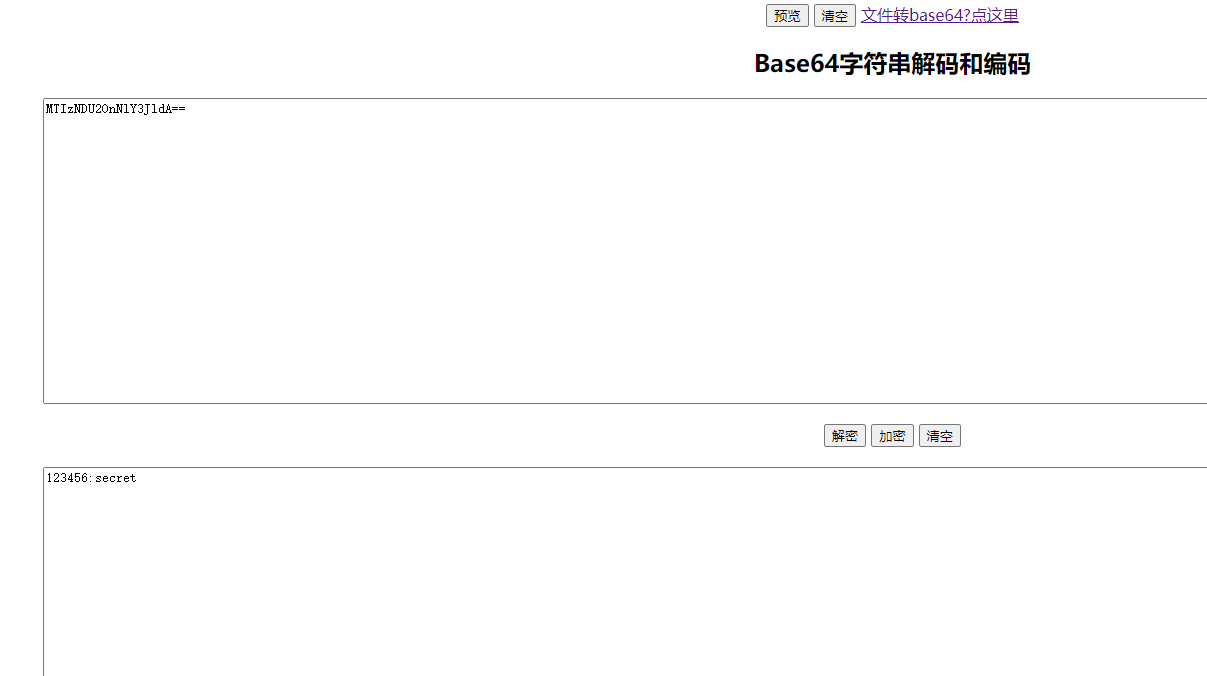 预览 清空 文件转base64?点这里
Base64字符串解码和编码
MTIzNDU2OnNlY3JldA==
解密 加密 清空
123456:secret